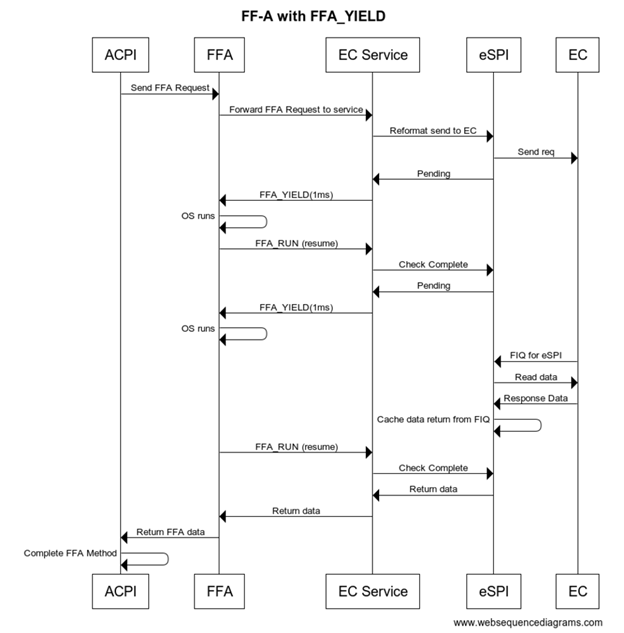 FF-A with FFA_YIELD
ACPI FFA EC Service eSPI EC
Send FFA Request
Forward FFA Request to service
Reformat send to EC
Send req
Pending
FFA_YIELD(1ms)
OS runs
FFA_RUN (resume)
Check Complete
Pending
FFA_YIELD(1ms)
OS runs
FIQ for eSPI
Read data
Response Data
Cache data return from FIQ
FFA_RUN (resume)
Check Complete
Return data
Return data
Return FFA data
Complete FFA Method
ACPI FFA EC Service eSPI EC
www.websequencediagrams.com